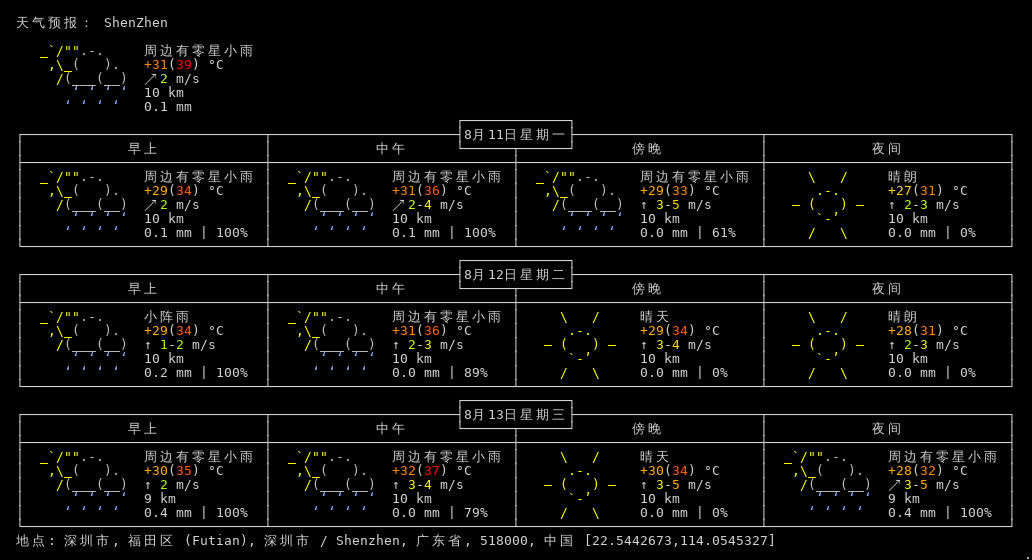 天气预报： ShenZhen
周边有零星小雨
+31(39) °C
↗ 2 m/s
10 km
0.1 mm
8月11日星期一
早上 中午 傍晚 夜间
周边有零星小雨 周边有零星小雨 周边有零星小雨 晴朗
+29(34) °C +31(36) °C +29(33) °C +27(31) °C
↗ 2 m/s ↗ 2-4 m/s ↑ 3-5 m/s ↑ 2-3 m/s
10 km 10 km 10 km 10 km
0.1 mm | 100% 0.1 mm | 100% 0.0 mm | 61% 0.0 mm | 0%
8月12日星期二
早上 中午 傍晚 夜间
小阵雨 周边有零星小雨 晴天 晴朗
+29(34) °C +31(36) °C +29(34) °C +28(31) °C
↑ 1-2 m/s ↑ 2-3 m/s ↑ 3-4 m/s ↑ 2-3 m/s
10 km 10 km 10 km 10 km
0.2 mm | 100% 0.0 mm | 89% 0.0 mm | 0% 0.0 mm | 0%
8月13日星期三
早上 中午 傍晚 夜间
周边有零星小雨 周边有零星小雨 晴天 周边有零星小雨
+30(35) °C +32(37) °C +30(34) °C +28(32) °C
↑ 2 m/s ↑ 3-4 m/s ↑ 3-5 m/s ↗ 3-5 m/s
9 km 10 km 10 km 9 km
0.4 mm | 100% 0.0 mm | 79% 0.0 mm | 0% 0.4 mm | 100%
地点: 深圳市, 福田区 (Futian), 深圳市 / Shenzhen, 广东省, 518000, 中国 [22.5442673,114.0545327]